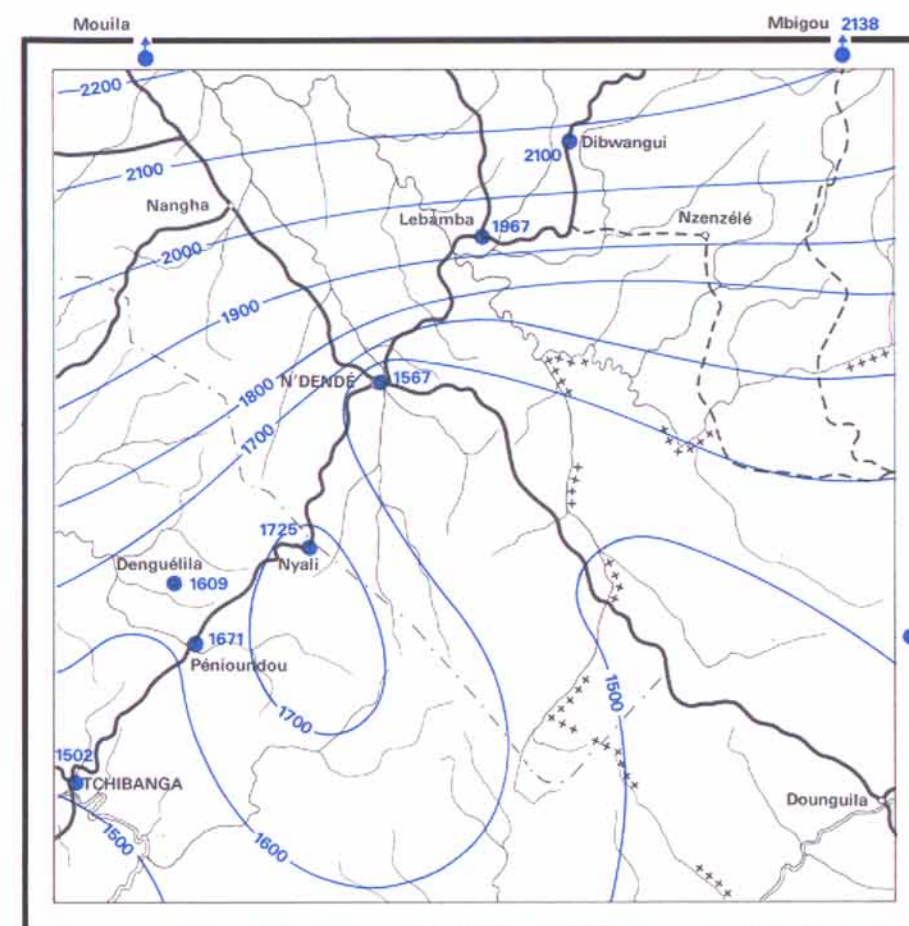 Mouila
Mbigou 2138
2200
2100
2100 Dibwangui
Nangha
Lebamba 1967
Nzenzélé
2000
1900
1800
N'DENDÉ 1567
1700
1725
Nyali
Denguélila
1609
1671
Pénioundou
1700
1500
1502
TCHIBANGA
Dounguila
1500
1600